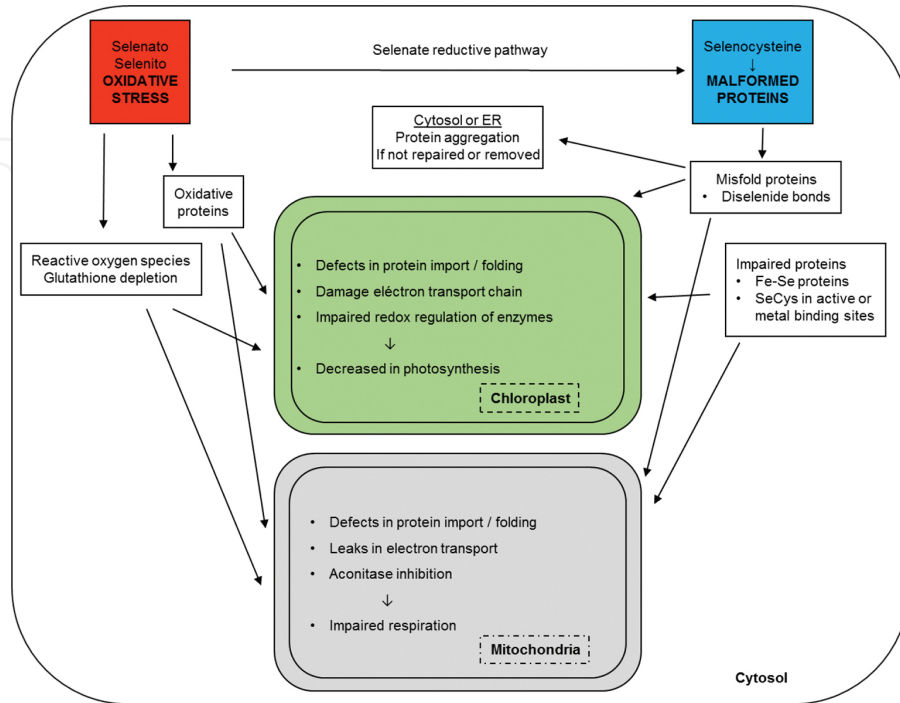 Selenato
Selenito
OXIDATIVE
STRESS
Selenate reductive pathway
Selenocysteine
↓
MALFORMED
PROTEINS
Cytosol or ER
Protein aggregation
If not repaired or removed
Misfold proteins
• Diselenide bonds
Oxidative
proteins
Reactive oxygen species
Glutathione depletion
Impaired proteins
• Fe-Se proteins
• SeCys in active or
metal binding sites
• Defects in protein import / folding
• Damage eléctron transport chain
• Impaired redox regulation of enzymes
↓
• Decreased in photosynthesis
Chloroplast
• Defects in protein import / folding
• Leaks in electron transport
• Aconitase inhibition
↓
• Impaired respiration
Mitochondria
Cytosol